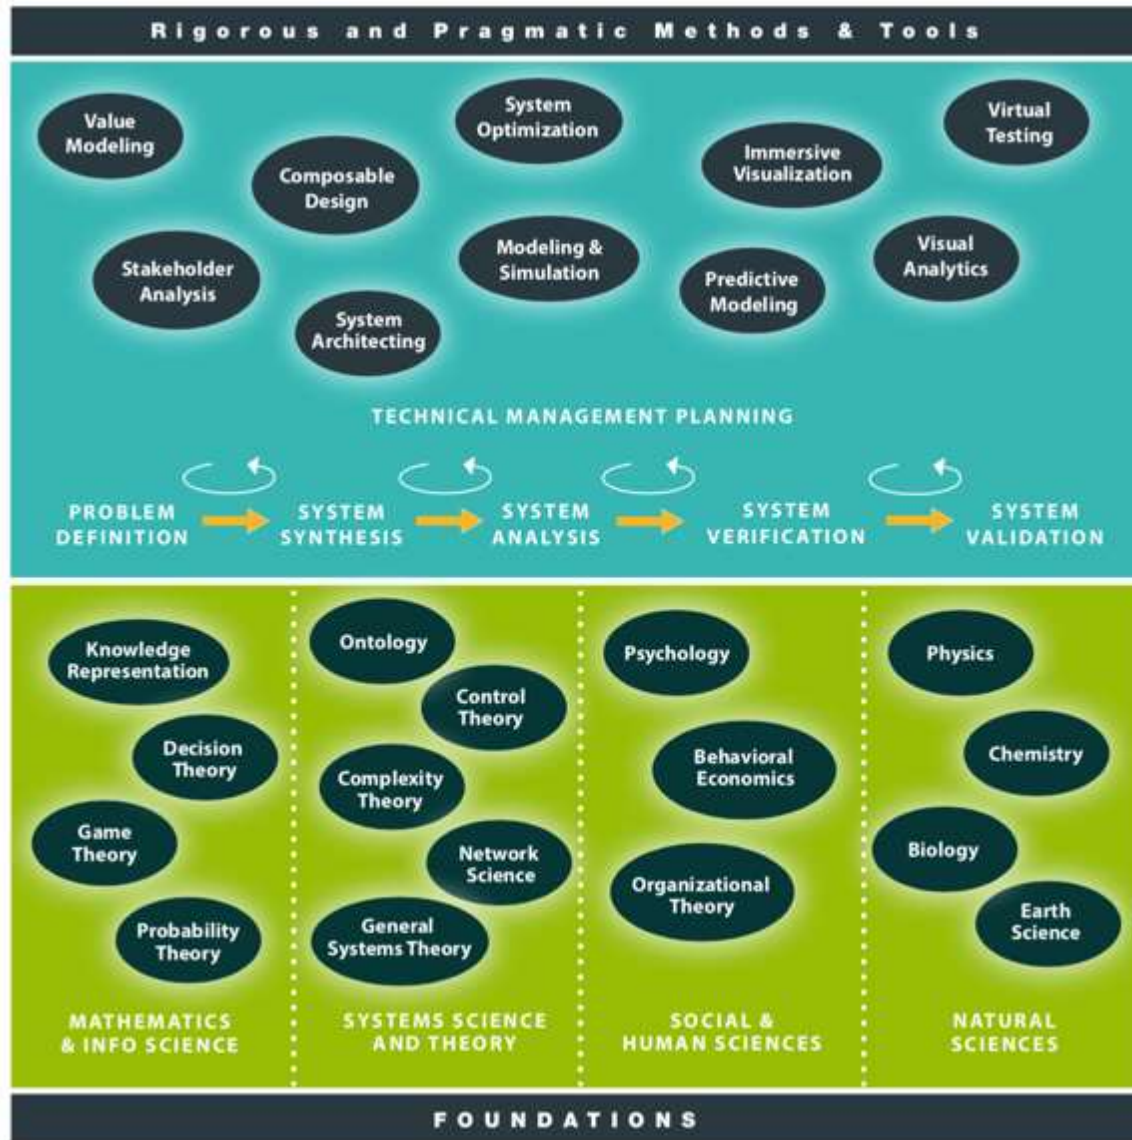 Rigorous and Pragmatic Methods & Tools
Value
Modeling
System
Optimization
Virtual
Testing
Composable
Design
Immersive
Visualization
Stakeholder
Analysis
Modeling &
Simulation
Visual
Analytics
Predictive
Modeling
System
Architecting
TECHNICAL MANAGEMENT PLANNING
PROBLEM
DEFINITION
SYSTEM
SYNTHESIS
SYSTEM
ANALYSIS
SYSTEM
VERIFICATION
SYSTEM
VALIDATION
Knowledge
Representation
Decision
Theory
Game
Theory
Probability
Theory
MATHEMATICS
& INFO SCIENCE
Ontology
Control
Theory
Complexity
Theory
Network
Science
General
Systems Theory
SYSTEMS SCIENCE
AND THEORY
Psychology
Behavioral
Economics
Organizational
Theory
SOCIAL &
HUMAN SCIENCES
Physics
Chemistry
Biology
Earth
Science
NATURAL
SCIENCES
FOUNDATIONS